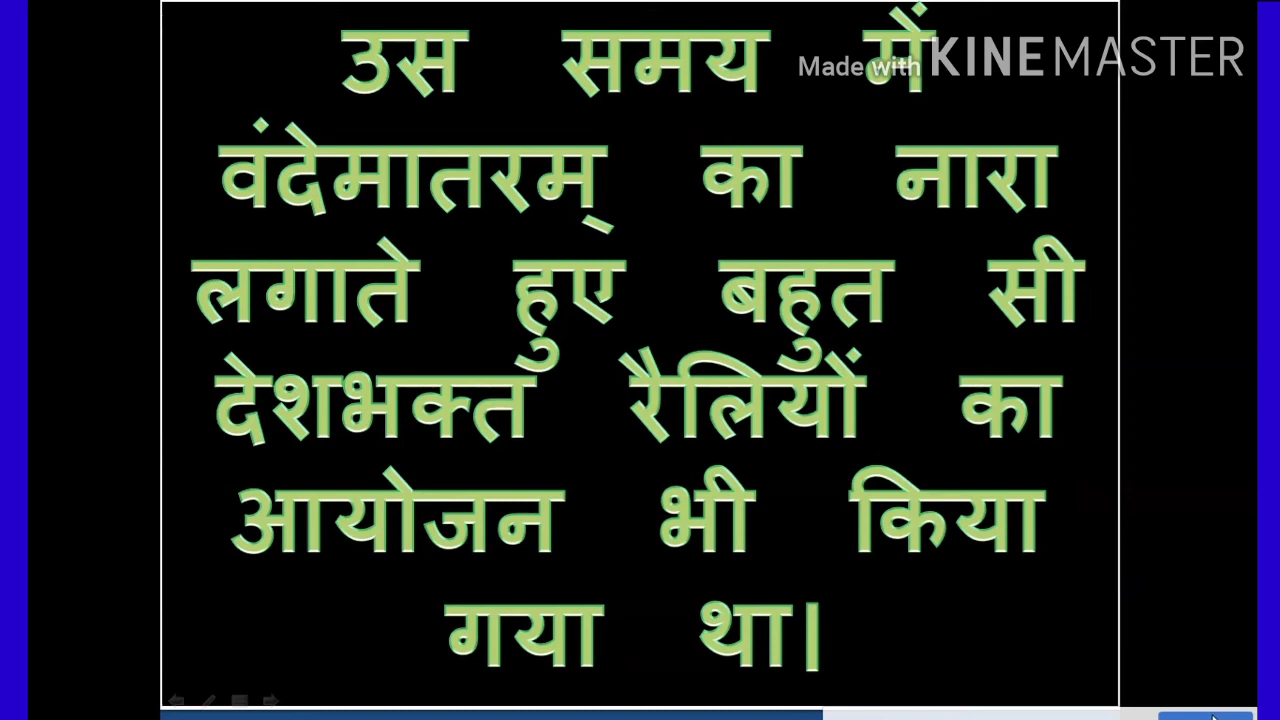 उस समय में
Made with KINEMASTER
वंदेमातरम् का नारा
लगाते हुए बहुत सी
देशभक्त रैलियों का
आयोजन भी किया
गया था।